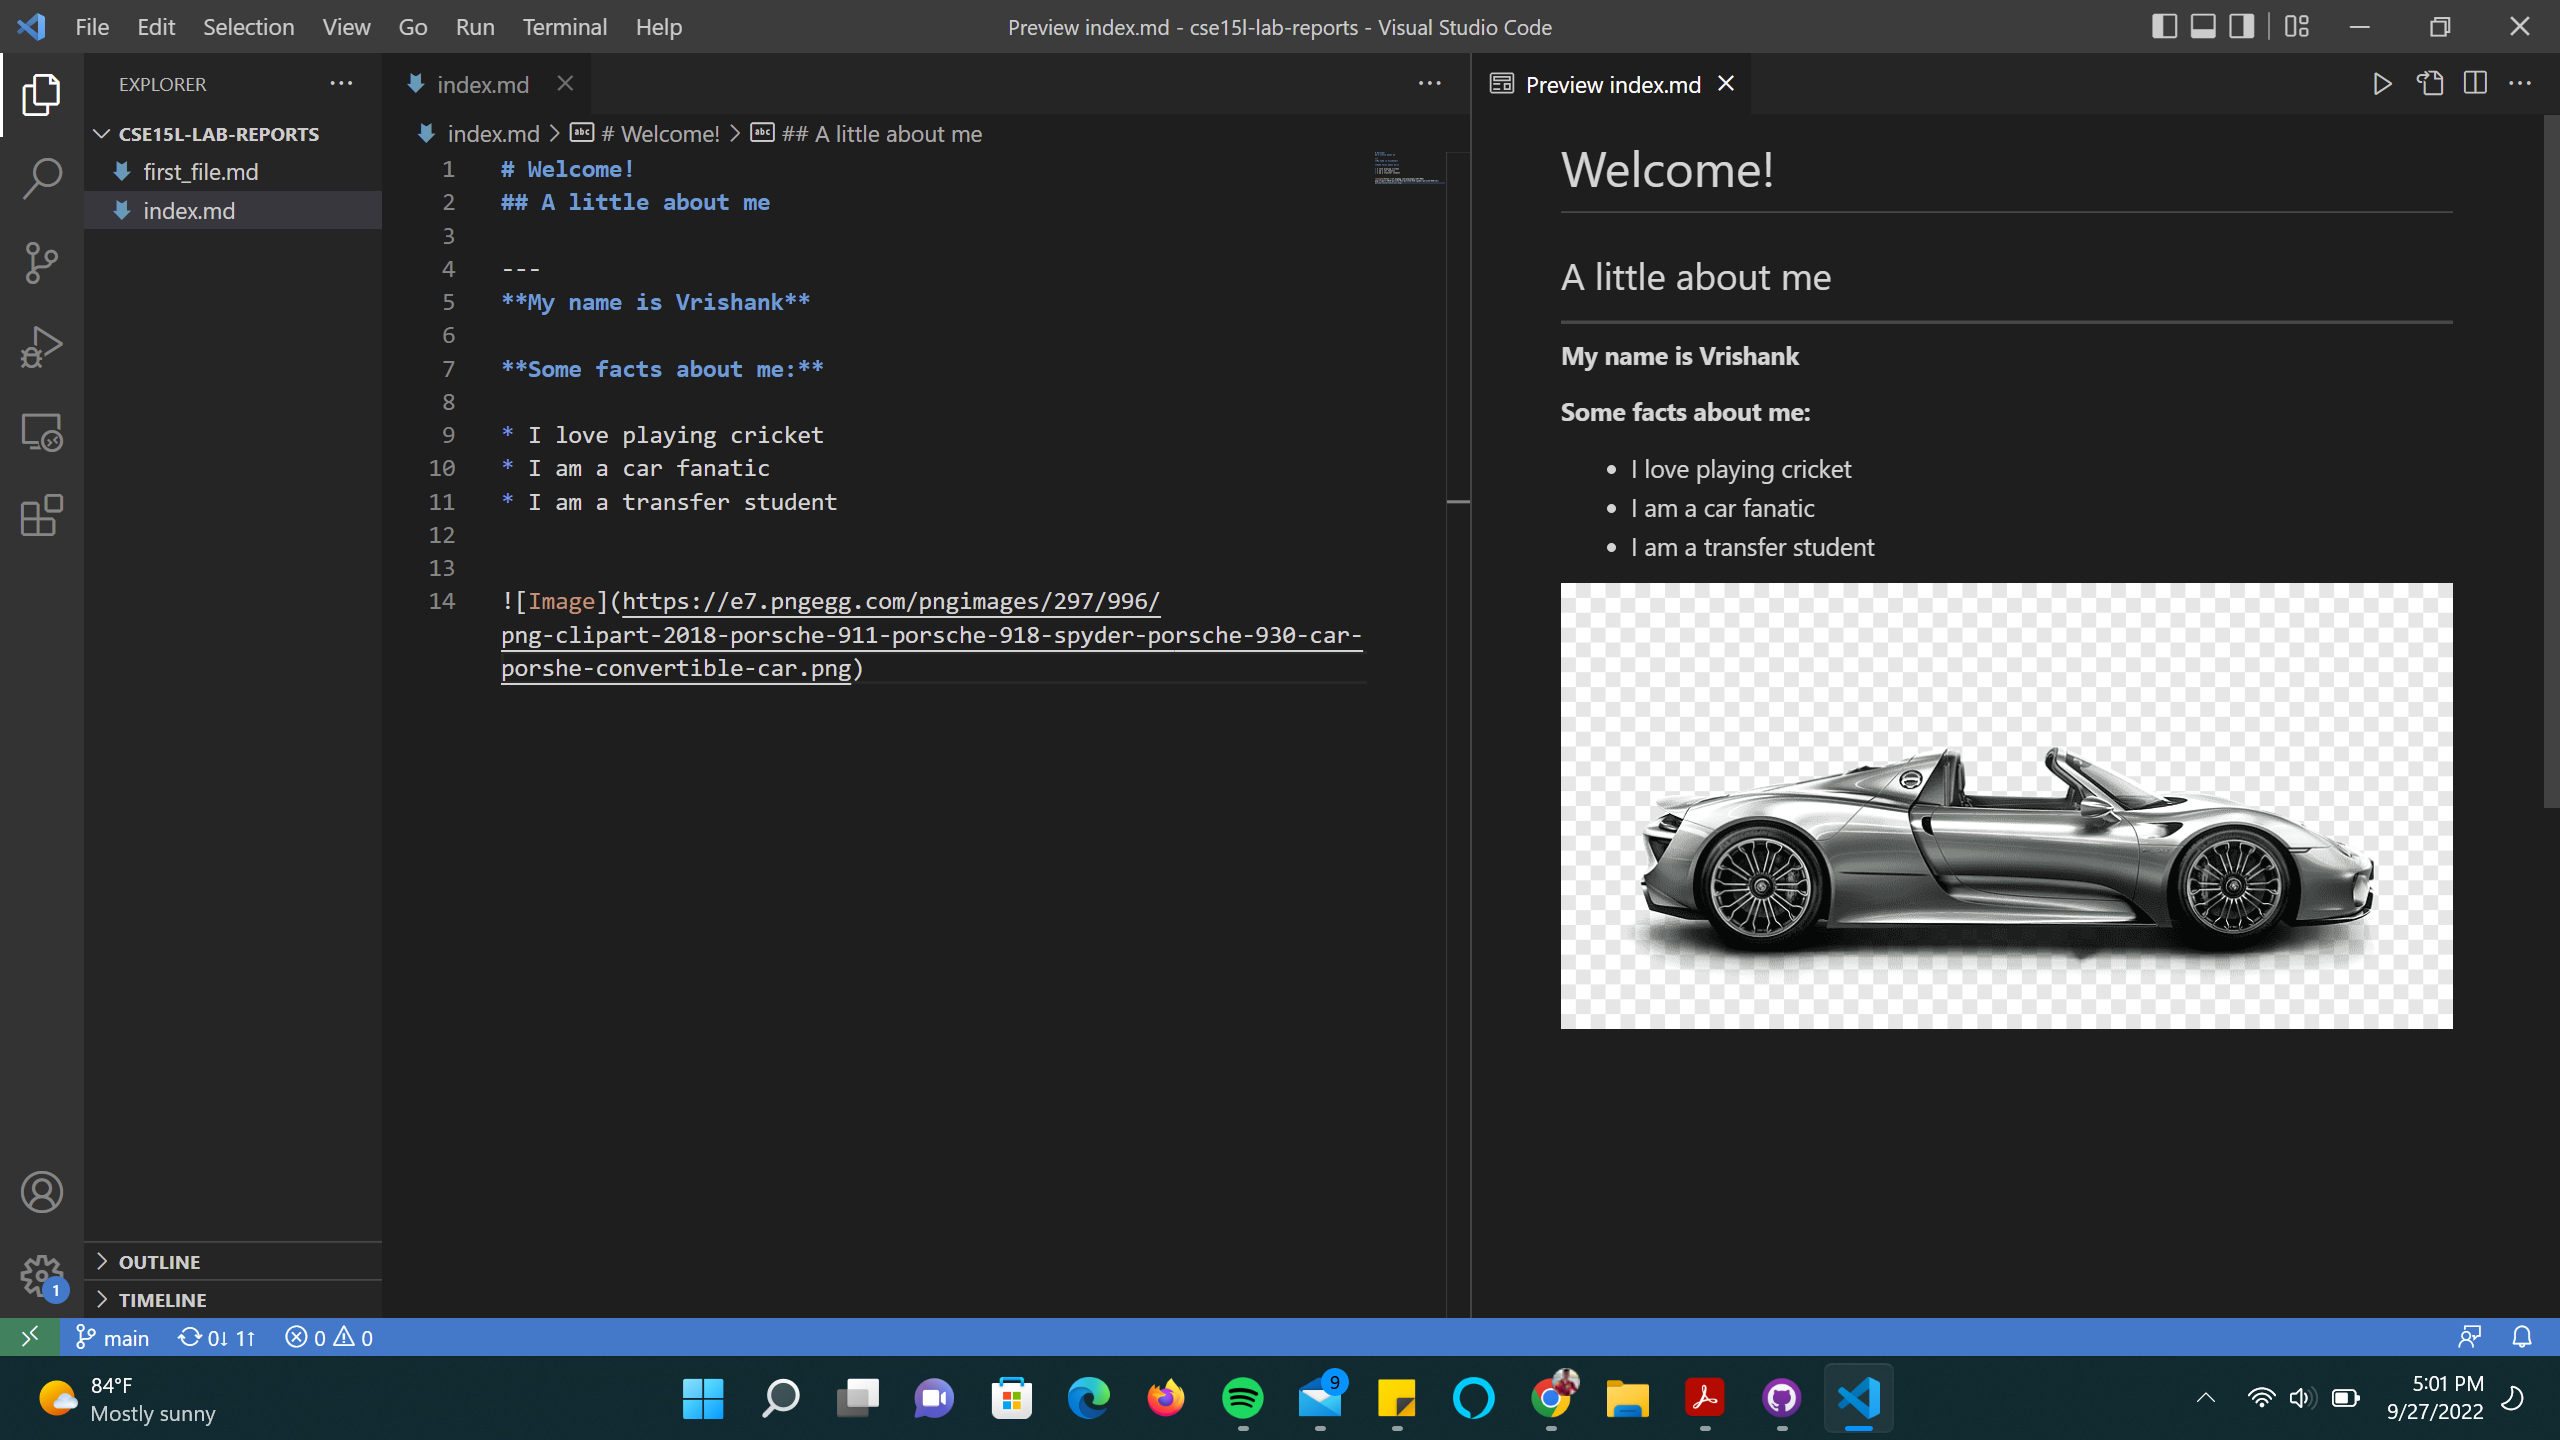 File Edit Selection View Go Run Terminal Help
Preview index.md - cse15l-lab-reports - Visual Studio Code
EXPLORER
CSE15L-LAB-REPORTS
first_file.md
index.md
OUTLINE
TIMELINE
index.md
index.md > # Welcome! > ## A little about me
1 # Welcome!
2 ## A little about me
3
4 ---
5 **My name is Vrishank**
6
7 **Some facts about me:**
8
9 * I love playing cricket
10 * I am a car fanatic
11 * I am a transfer student
12
13
14 ![Image](https://e7.pngegg.com/pngimages/297/996/
png-clipart-2018-porsche-911-porsche-918-spyder-porsche-930-car-
porshe-convertible-car.png)
Preview index.md
Welcome!
A little about me
My name is Vrishank
Some facts about me:
• I love playing cricket
• I am a car fanatic
• I am a transfer student
1
main 0↓ 1↑ 0 0
84°F
Mostly sunny
9
5:01 PM
9/27/2022